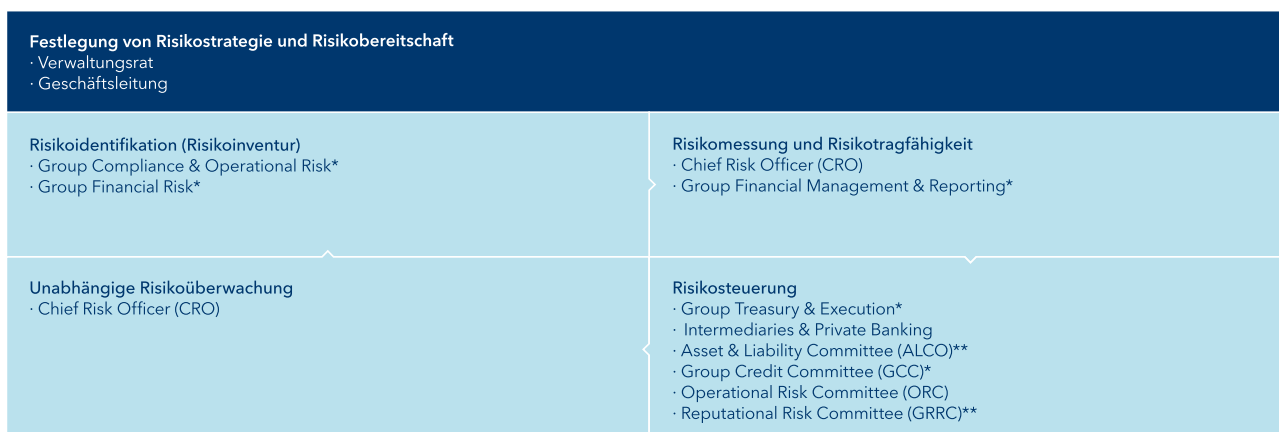 Festlegung von Risikostrategie und Risikobereitschaft
· Verwaltungsrat
· Geschäftsleitung
Risikoidentifikation (Risikoinventur)
· Group Compliance & Operational Risk*
· Group Financial Risk*
Risikomessung und Risikotragfähigkeit
· Chief Risk Officer (CRO)
· Group Financial Management & Reporting*
Unabhängige Risikoüberwachung
· Chief Risk Officer (CRO)
Risikosteuerung
· Group Treasury & Execution*
· Intermediaries & Private Banking
· Asset & Liability Committee (ALCO)**
· Group Credit Committee (GCC)*
· Operational Risk Committee (ORC)
· Reputational Risk Committee (GRRC)**